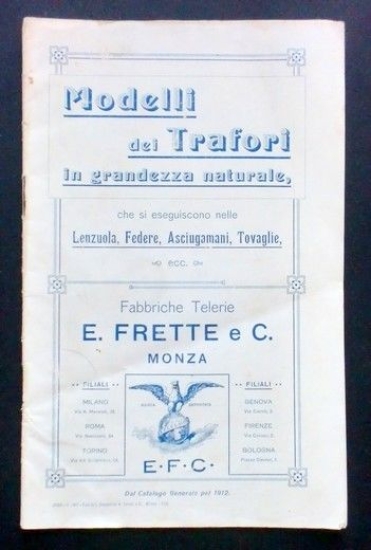 Modelli
dei Trafori
in grandezza naturale,
che si eseguiscono nelle
Lenzuola, Federe, Asciugamani, Tovaglie,
ecc.
Fabbriche Telerie
E. FRETTE e C.
MONZA
FILIALI
MILANO
ROMA
TORINO
FILIALI
GENOVA
FIRENZE
BOLOGNA
E·F·C·
Dal Catalogo Generale pel 1912.